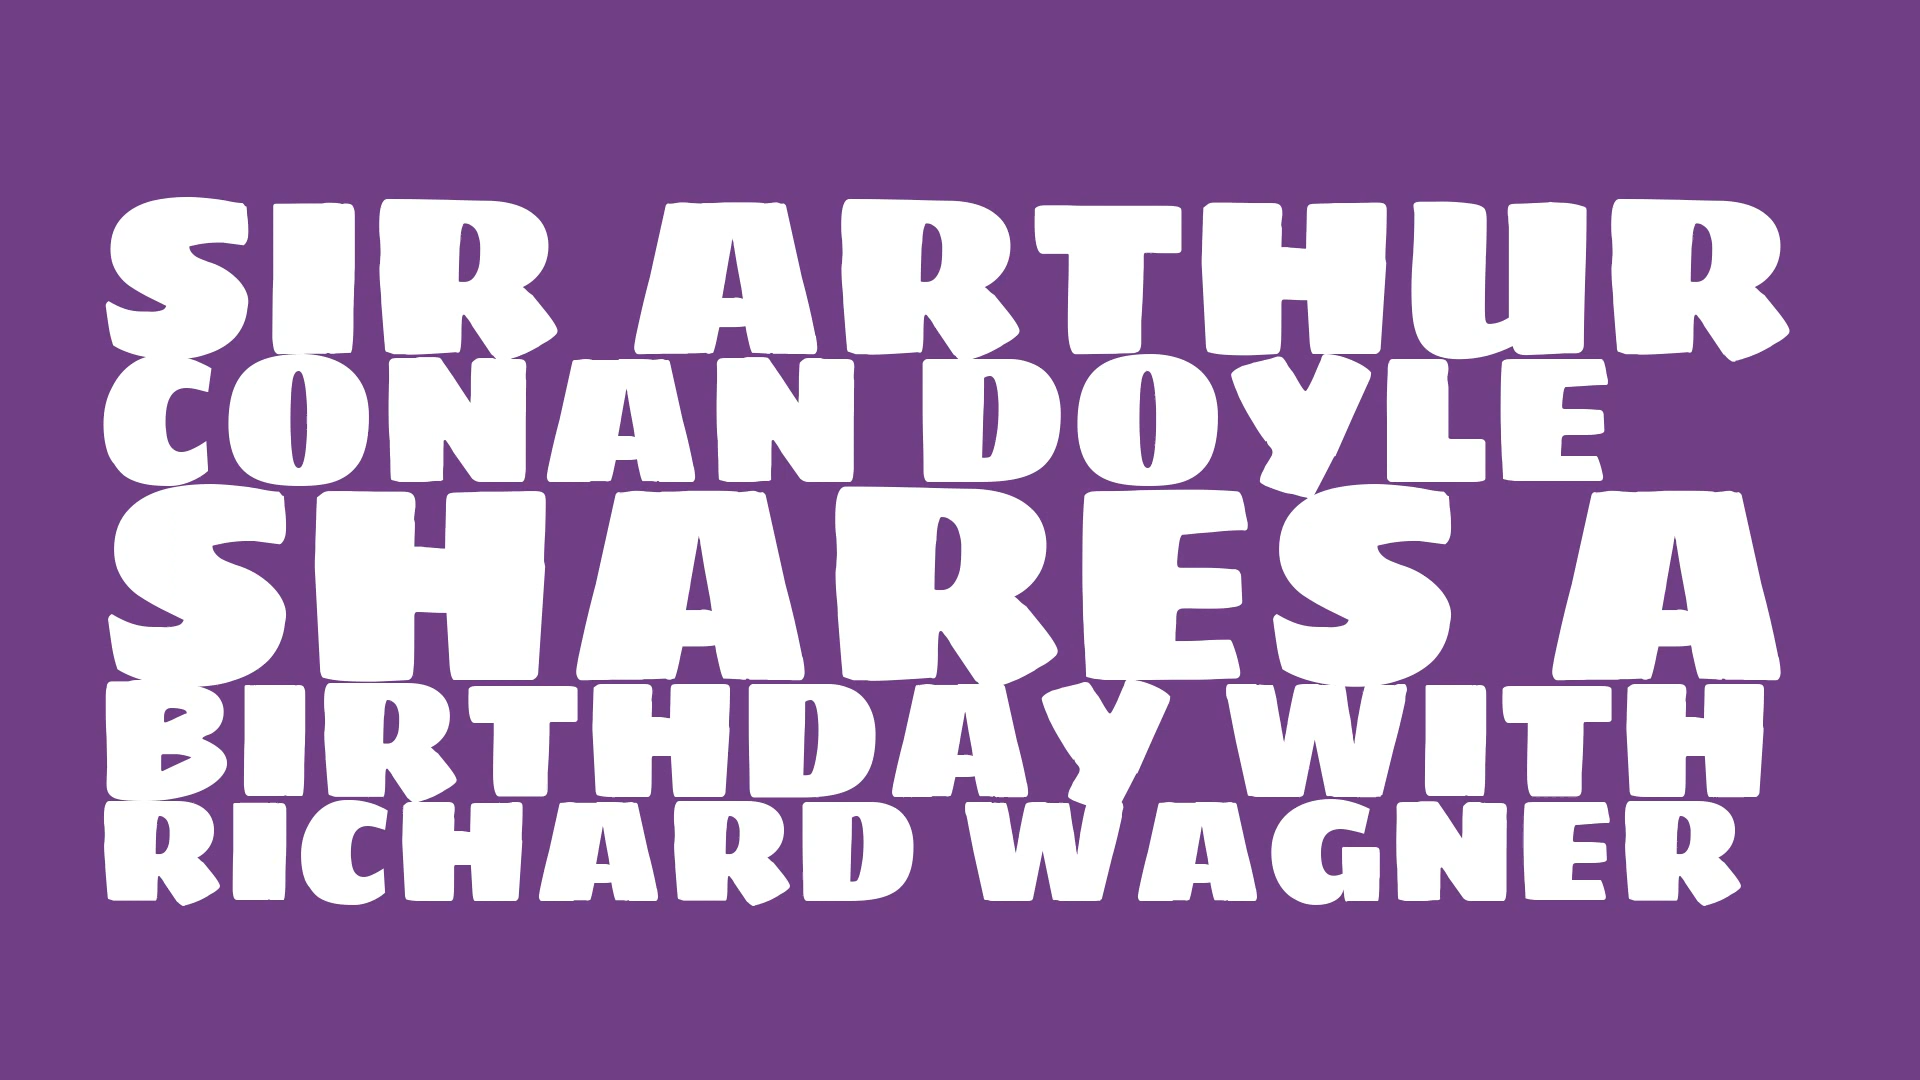 SIR ARTHUR
CONAN DOYLE
SHARES A
BIRTHDAY WITH
RICHARD WAGNER